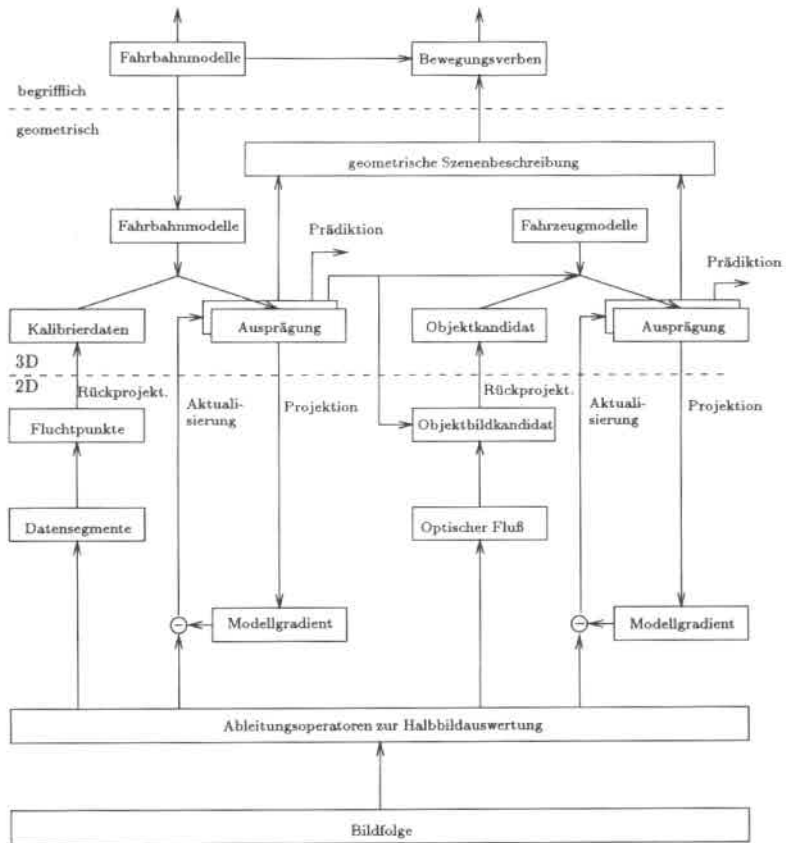 Fahrbahnmodelle
Bewegungsverben
begrifflich
geometrisch
geometrische Szenenbeschreibung
Fahrbahnmodelle
Prädiktion
Fahrzeugmodelle
Prädiktion
Kalibrierdaten
Ausprägung
Objektkandidat
Ausprägung
3D
2D
Rückprojekt.
Aktuali-
sierung
Projektion
Rückprojekt.
Aktuali-
sierung
Projektion
Fluchtpunkte
Objektbildkandidat
Datensegmente
Optischer Fluß
Modellgradient
Modellgradient
Ableitungsoperatoren zur Halbbildauswertung
Bildfolge